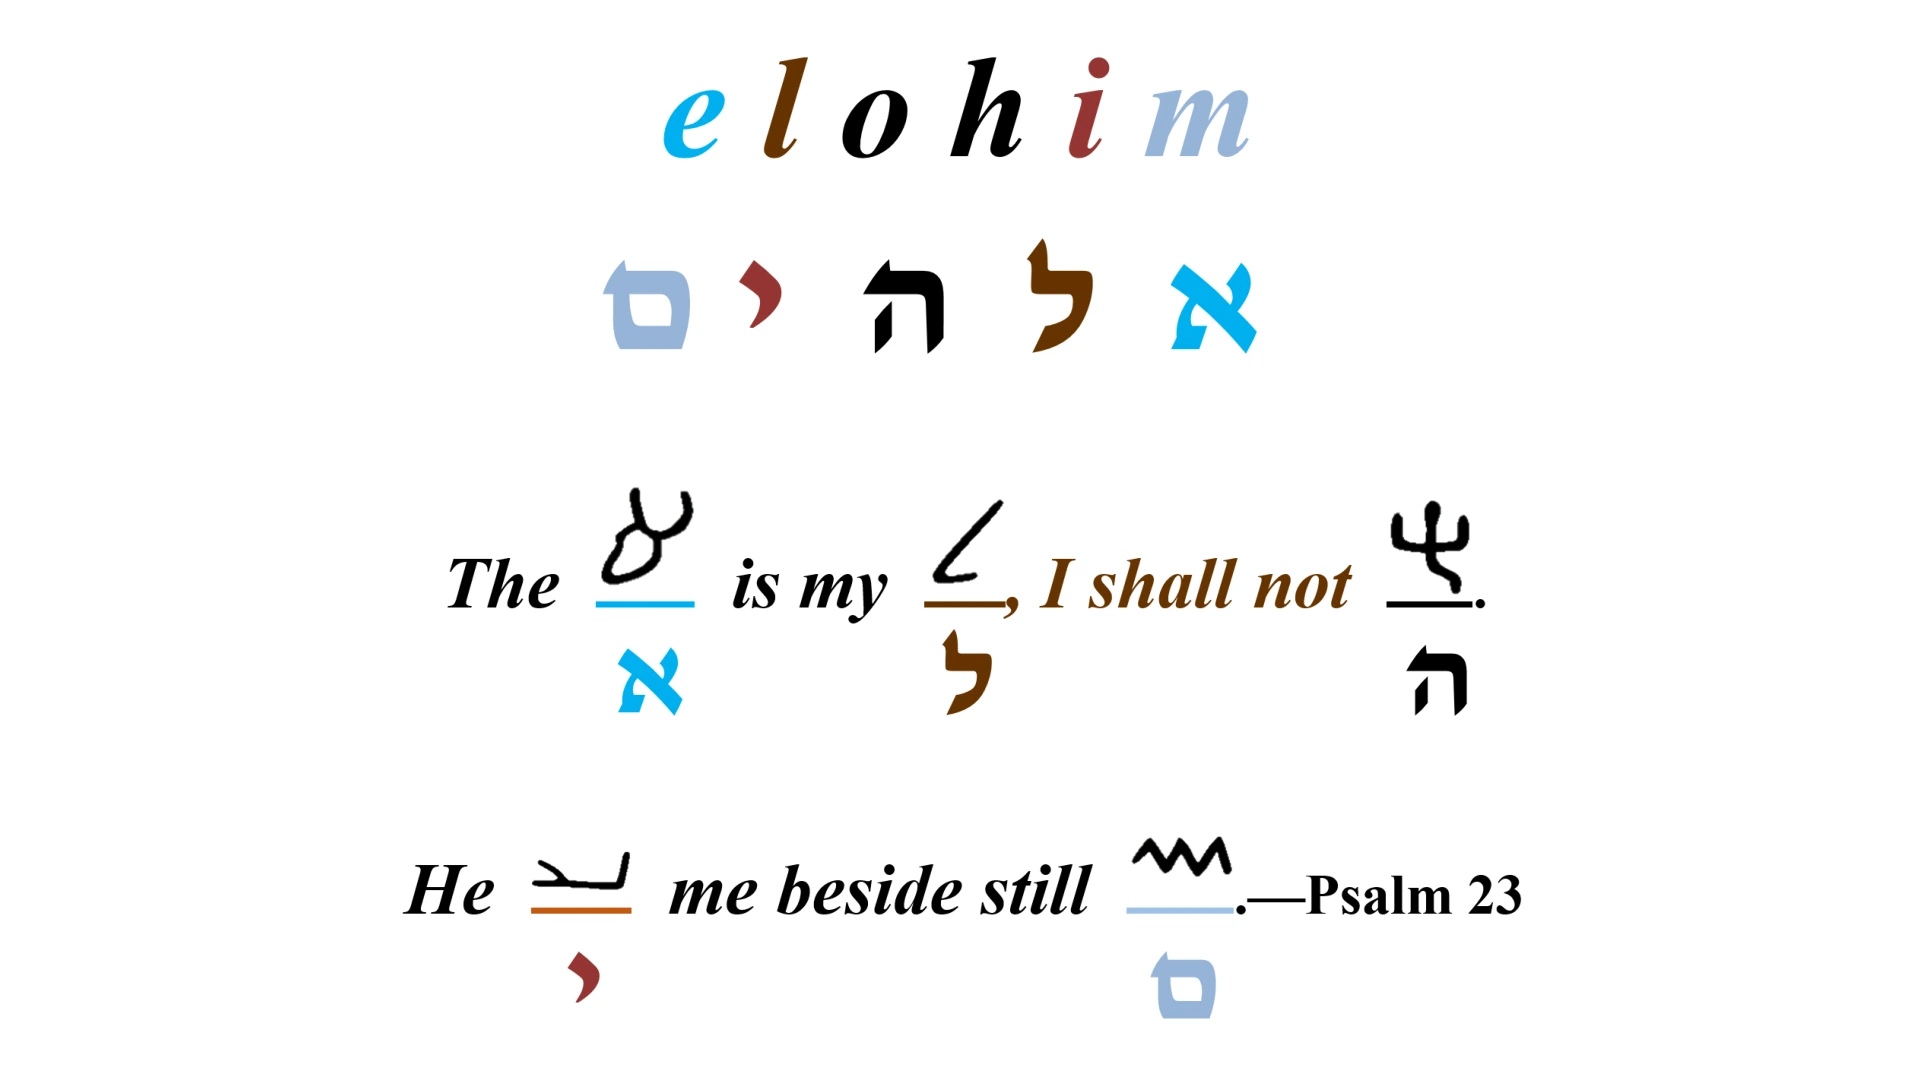 elohim
אלהים
The is my , I shall not .
א ל ה
He me beside still .—Psalm 23
י ם